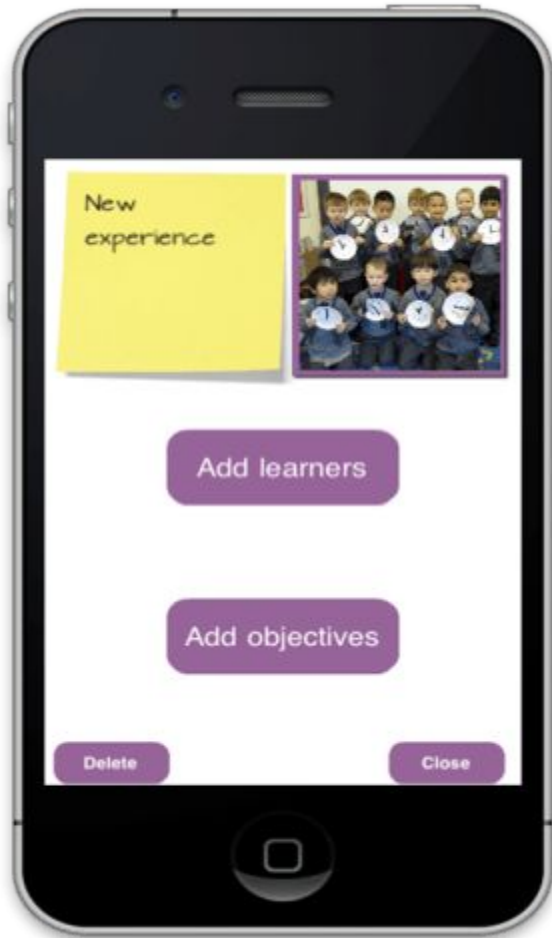 New
experience
Add learners
Add objectives
Delete
Close